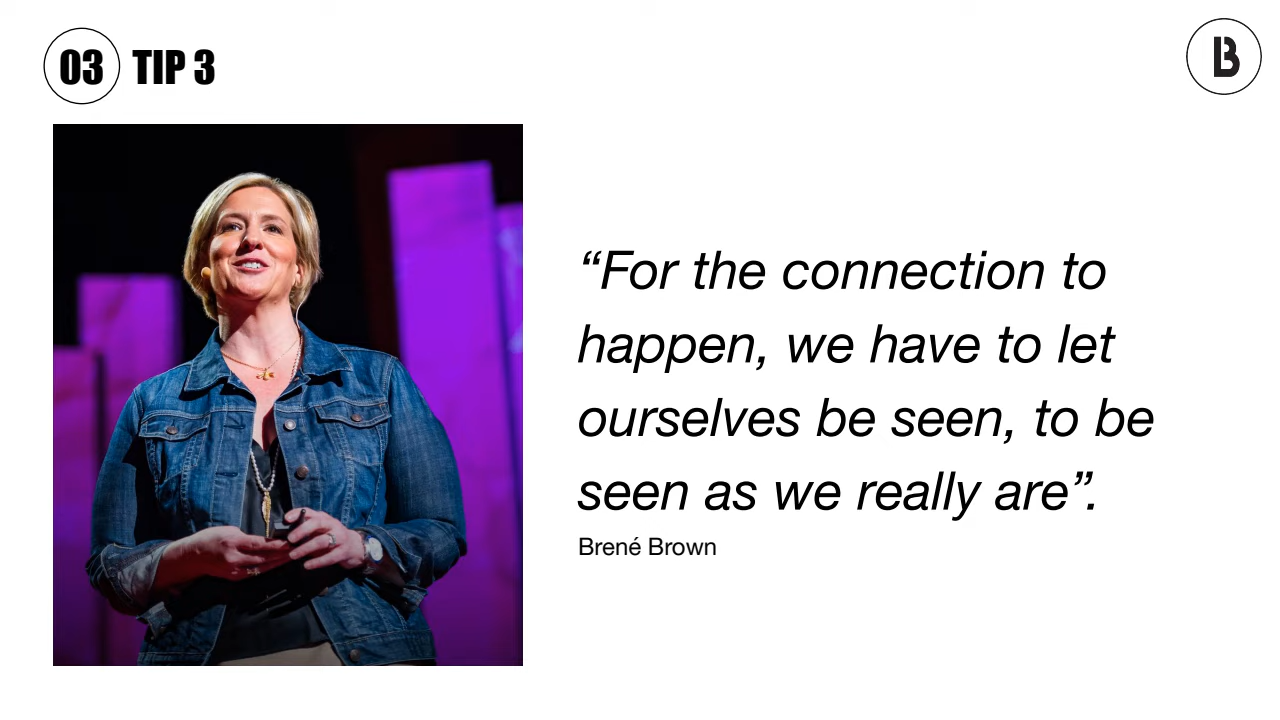 03 TIP 3
B
“For the connection to
happen, we have to let
ourselves be seen, to be
seen as we really are”.
Brené Brown